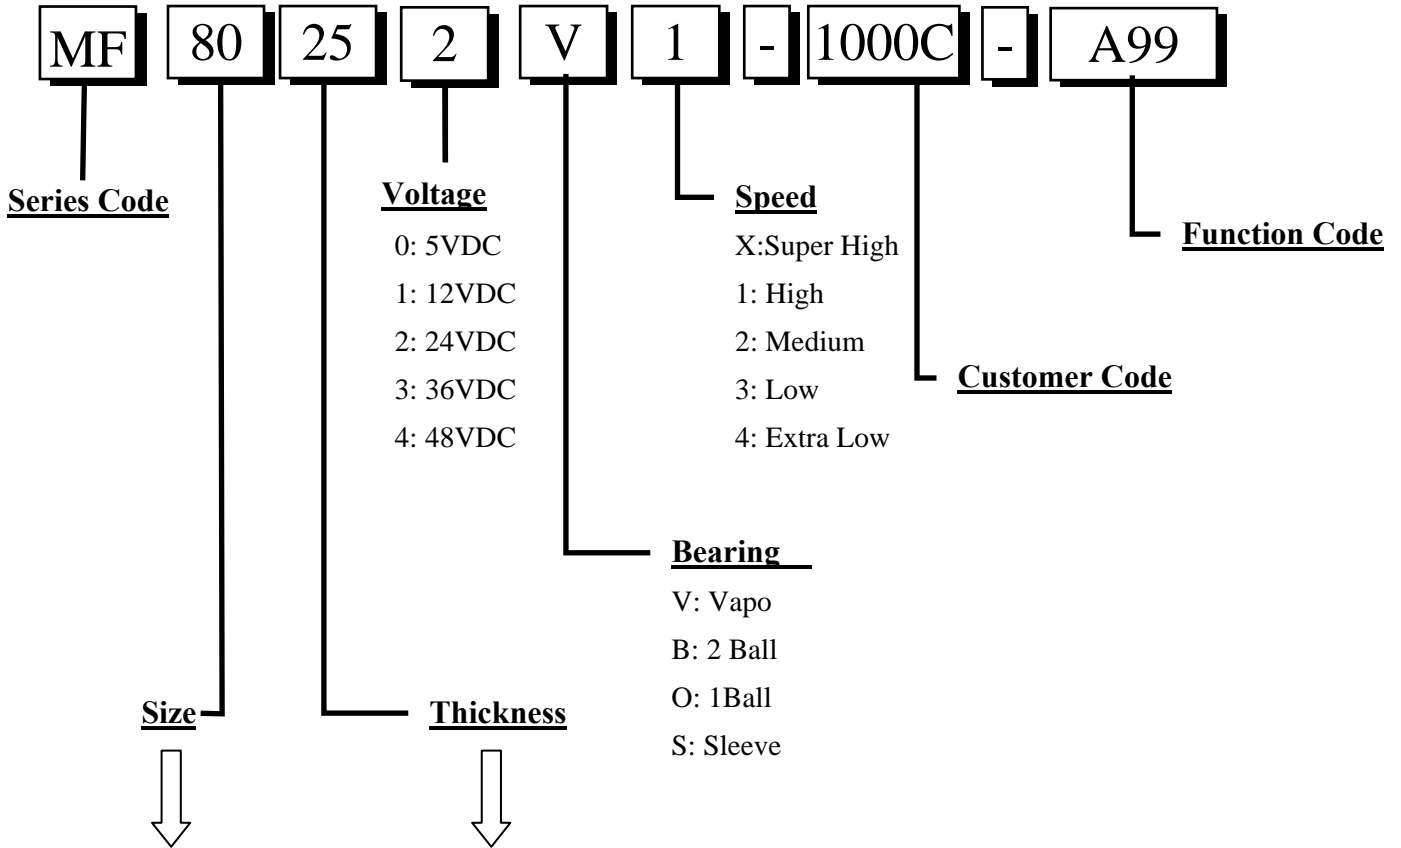 MF 80 25 2 V 1 - 1000C - A99
Series Code
Voltage
0: 5VDC
1: 12VDC
2: 24VDC
3: 36VDC
4: 48VDC
Speed
X:Super High
1: High
2: Medium
3: Low
4: Extra Low
Function Code
Customer Code
Bearing
V: Vapo
B: 2 Ball
O: 1Ball
S: Sleeve
Size
Thickness